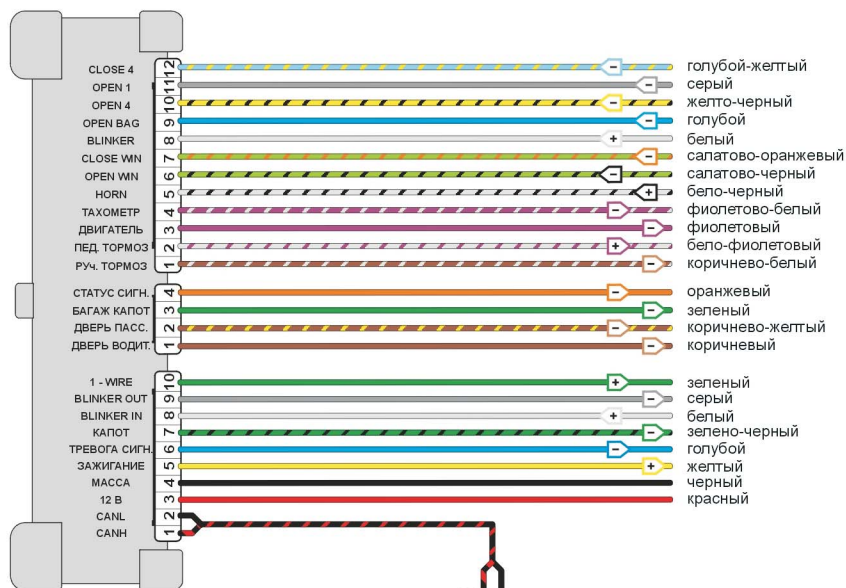 CLOSE 4 12 − голубой-желтый
OPEN 1 11 − серый
OPEN 4 10 − желто-черный
OPEN BAG 9 − голубой
BLINKER 8 + белый
CLOSE WIN 7 − салатово-оранжевый
OPEN WIN 6 − салатово-черный
HORN 5 + бело-черный
ТАХОМЕТР 4 − фиолетово-белый
ДВИГАТЕЛЬ 3 − фиолетовый
ПЕД. ТОРМОЗ 2 + бело-фиолетовый
РУч. ТОРМОЗ 1 − коричнево-белый
СТАТУС СИГН. 4 − оранжевый
БАГАЖ КАПОТ 3 − зеленый
ДВЕРЬ ПАСС. 2 − коричнево-желтый
ДВЕРЬ ВОДИТ. 1 − коричневый
1 - WIRE 10 + зеленый
BLINKER OUT 9 − серый
BLINKER IN 8 + белый
КАПОТ 7 − зелено-черный
ТРЕВОГА СИГН. 6 − голубой
ЗАЖИГАНИЕ 5 + желтый
МАССА 4 черный
12 В 3 красный
CANL 2
CANH 1